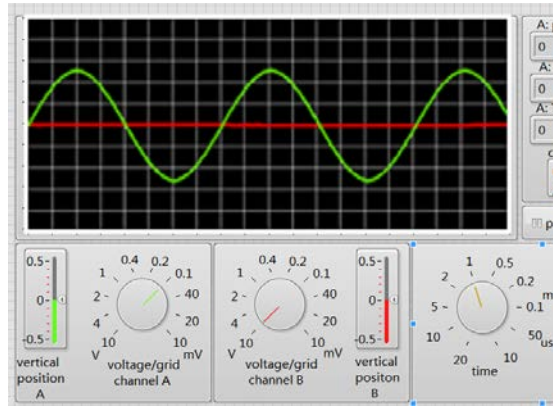 A:
0
A:
0
A:
0
p
0.5-
0-
-0.5-
vertical
position
A
0.4 0.2
1 0.1
2 40
4 20
10 10
V mV
voltage/grid
channel A
0.4 0.2
1 0.1
2 40
4 20
10 10
V mV
voltage/grid
channel B
0.5-
0-
-0.5-
vertical
positon
B
1 0.5
2 0.2
m
5 0.1
10 50
us
20 10
time